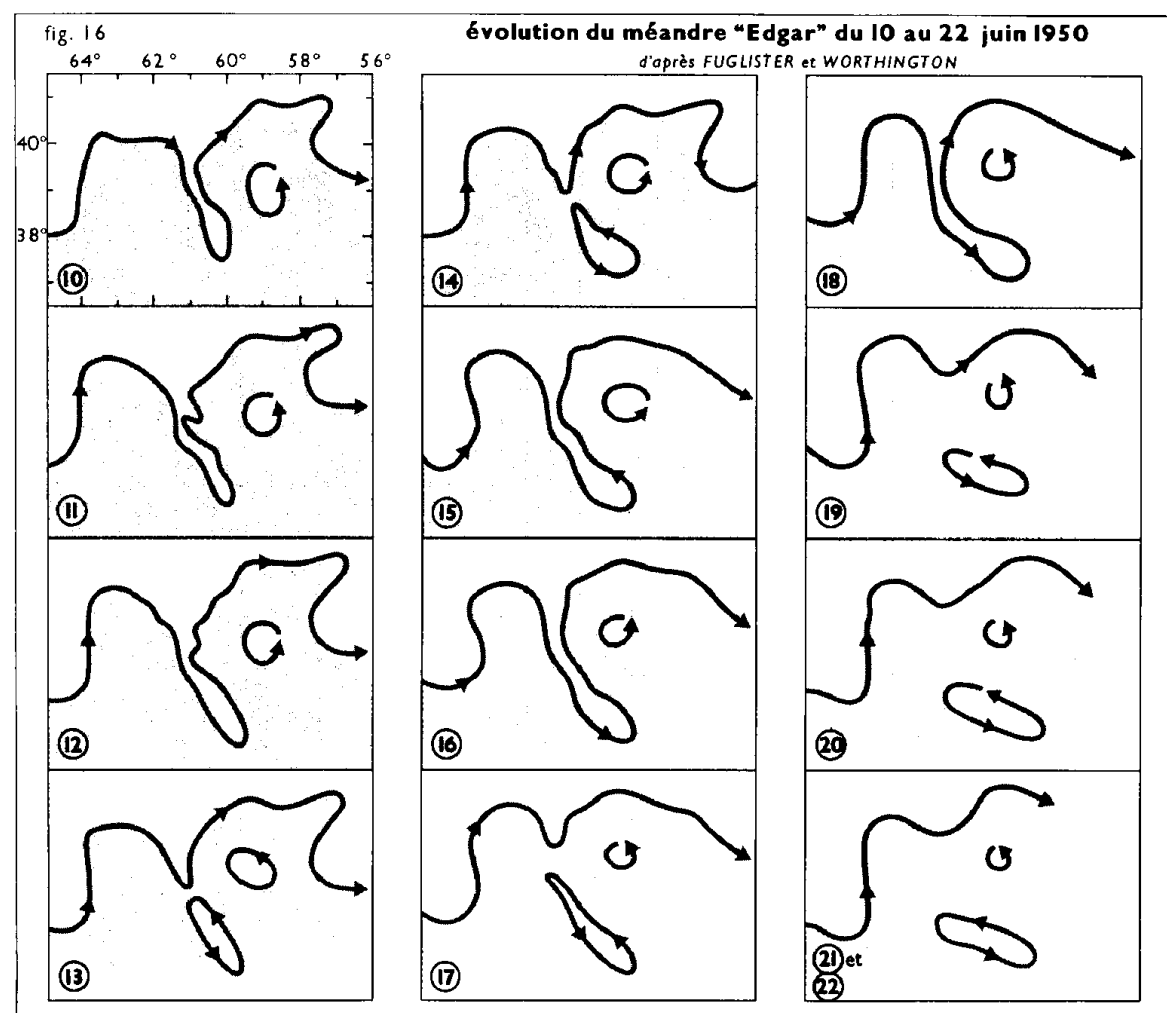 fig. 16
évolution du méandre "Edgar" du 10 au 22 juin 1950
d'après FUGLISTER et WORTHINGTON
64° 62° 60° 58° 56°
40°
38°
10
14
18
11
15
19
12
16
20
13
17
21 et
22